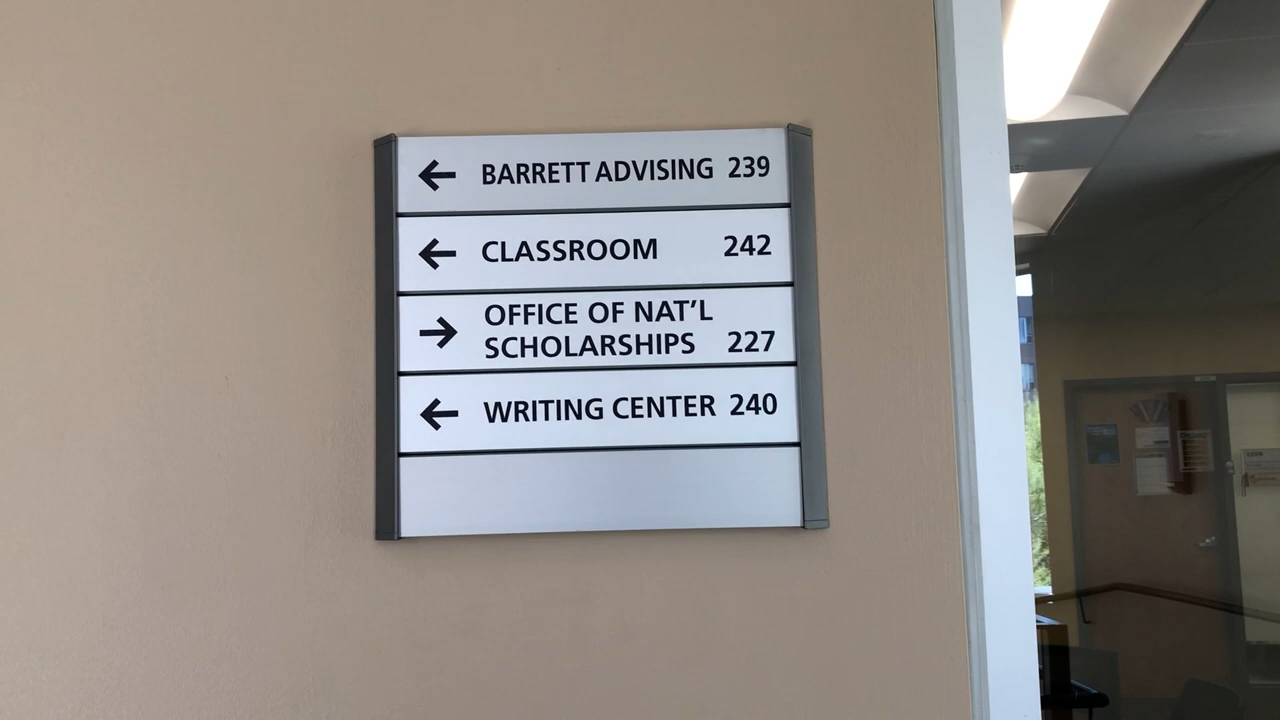 ← BARRETT ADVISING 239
← CLASSROOM 242
→ OFFICE OF NAT'L
SCHOLARSHIPS 227
← WRITING CENTER 240